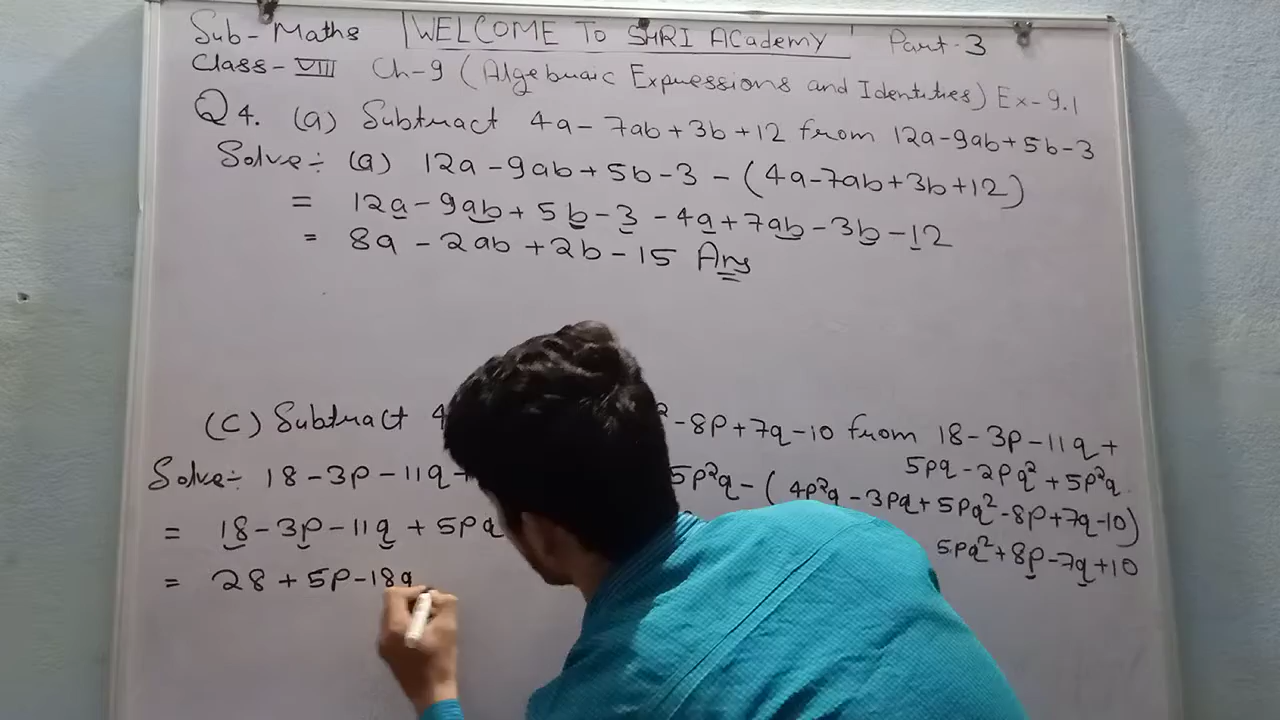 Sub-Maths WELCOME TO SHRI ACademy Part-3
Class-VIII Ch-9 (Algebraic Expressions and Identities) Ex-9.1
Q4. (a) Subtract 4a-7ab+3b+12 from 12a-9ab+5b-3
Solve:- (a) 12a-9ab+5b-3-(4a-7ab+3b+12)
= 12a-9ab+5b-3-4a+7ab-3b-12
= 8a-2ab+2b-15 Ans
(C) Subtract 4 ²-8P+7q-10 from 18-3p-11q+
5pq-2pq²+5p²q.
Solve:- 18-3p-11q 5p²q-(4p²q-3pq+5pq²-8p+7q-10)
= 18-3p-11q+5pq 5pq²+8p-7q+10
= 28+5p-18q